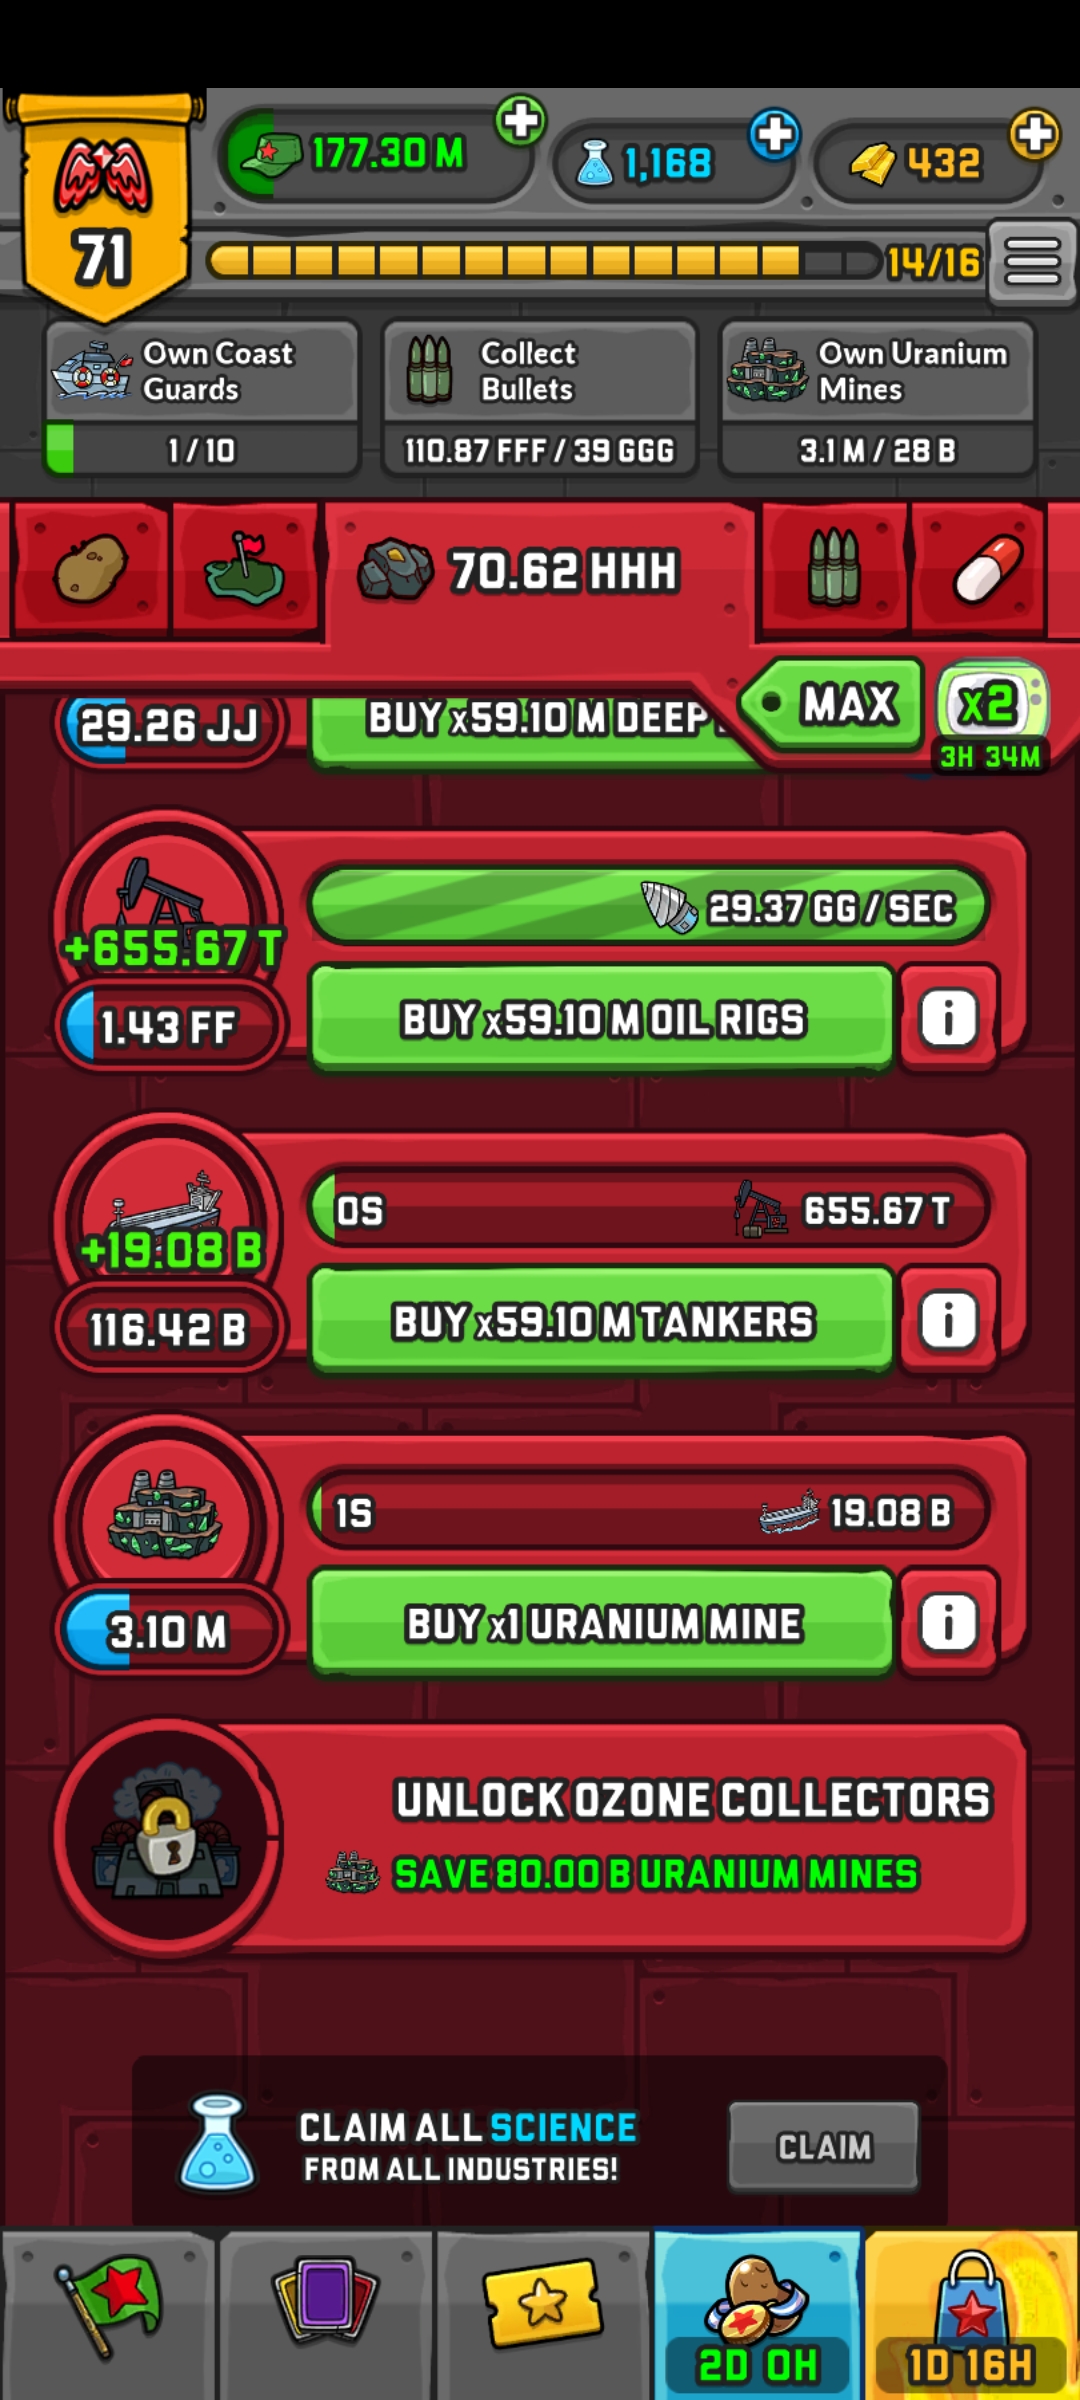 177.30 M
1,168
432
71
14/16
Own Coast
Guards
1 / 10
Collect
Bullets
110.87 FFF / 39 GGG
Own Uranium
Mines
3.1 M / 28 B
70.62 HHH
MAX
x2
3H 34M
29.26 JJ
BUY x59.10 M DEEP
29.37 GG / SEC
+655.67 T
1.43 FF
BUY x59.10 M OIL RIGS
i
0S
655.67 T
+19.08 B
116.42 B
BUY x59.10 M TANKERS
i
1S
19.08 B
3.10 M
BUY x1 URANIUM MINE
i
UNLOCK OZONE COLLECTORS
SAVE 80.00 B URANIUM MINES
CLAIM ALL SCIENCE
FROM ALL INDUSTRIES!
CLAIM
2D 0H
1D 16H